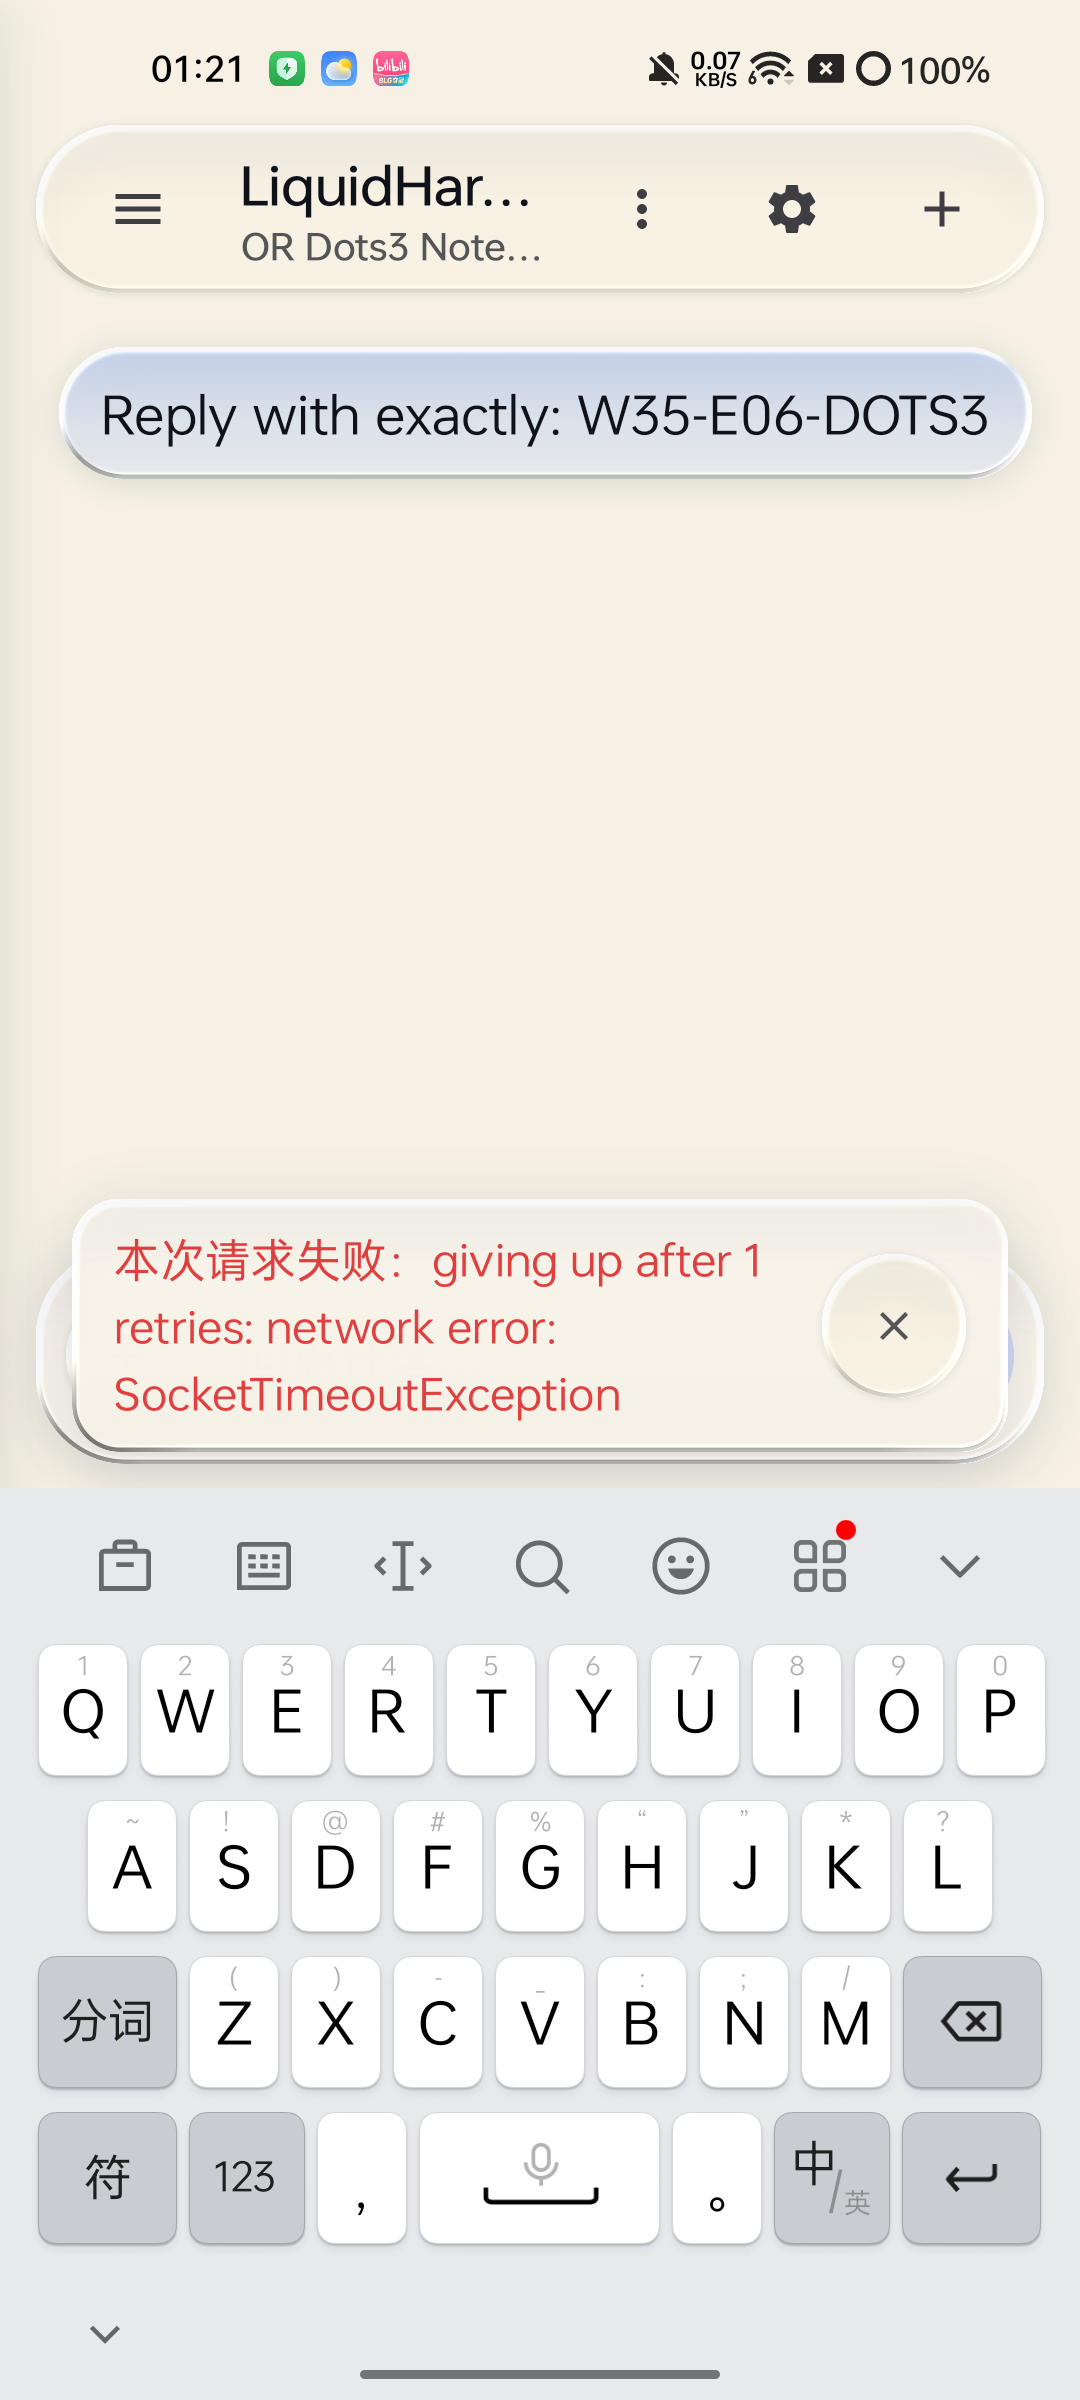 01:21
0.07
KB/S
6
100%
LiquidHar...
OR Dots3 Note...
Reply with exactly: W35-E06-DOTS3
本次请求失败：giving up after 1
retries: network error:
SocketTimeoutException
1 2 3 4 5 6 7 8 9 0
Q W E R T Y U I O P
~ ! @ # % “ ” * ?
A S D F G H J K L
( ) - _ : ; /
分词 Z X C V B N M
符 123 , 。 中/英